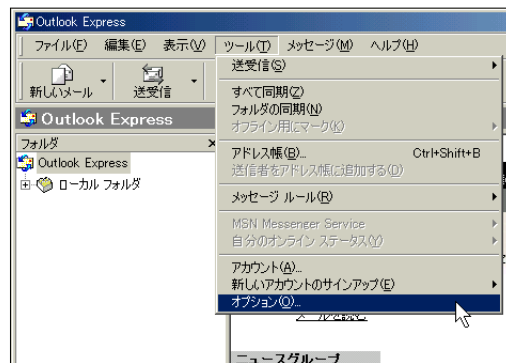 Outlook Express
ファイル(F) 編集(E) 表示(V) ツール(T) メッセージ(M) ヘルプ(H)
新しいメール 送受信
Outlook Express
フォルダ ×
Outlook Express
ローカル フォルダ
送受信(S)
すべて同期(Z)
フォルダの同期(N)
オフライン用にマーク(K)
アドレス帳(B)... Ctrl+Shift+B
送信者をアドレス帳に追加する(D)
メッセージ ルール(R)
MSN Messenger Service
自分のオンライン ステータス(Y)
アカウント(A)...
新しいアカウントのサインアップ(E)
オプション(O)...
メールを読む
ニュースグループ